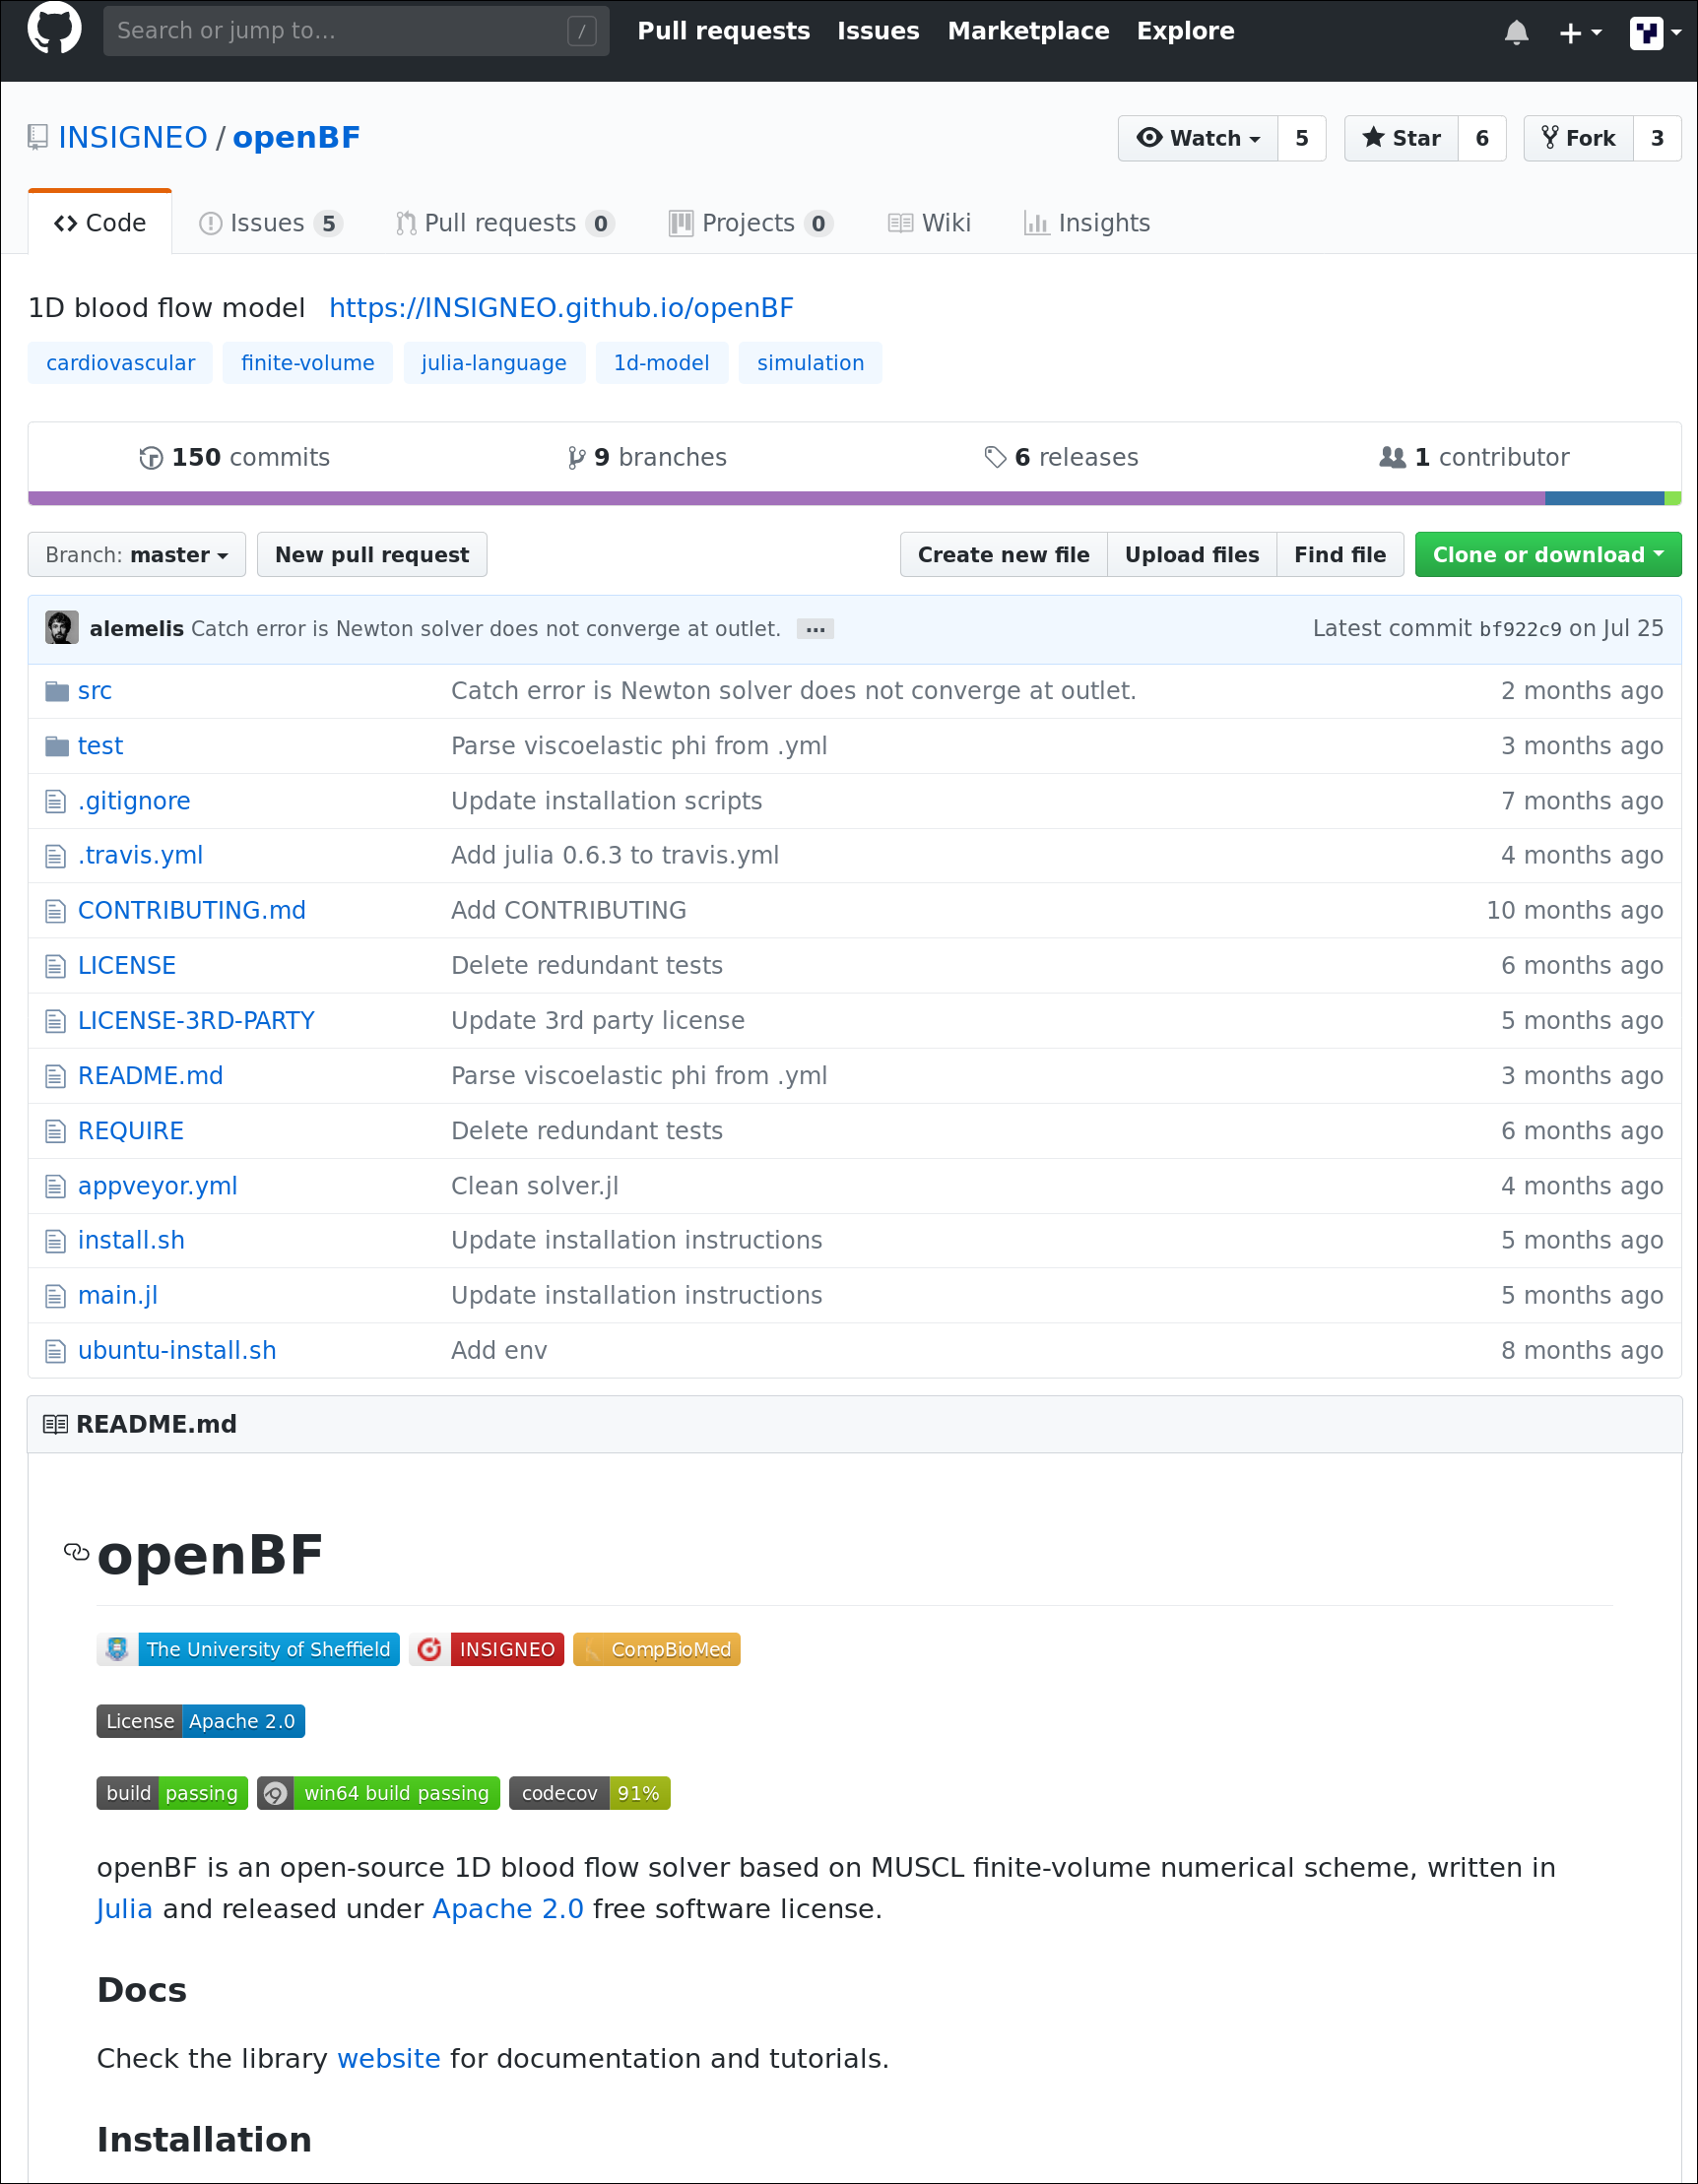 Search or jump to… / Pull requests Issues Marketplace Explore
INSIGNEO / openBF Watch 5 Star 6 Fork 3
Code Issues 5 Pull requests 0 Projects 0 Wiki Insights
1D blood flow model https://INSIGNEO.github.io/openBF
cardiovascular finite-volume julia-language 1d-model simulation
150 commits 9 branches 6 releases 1 contributor
Branch: master New pull request Create new file Upload files Find file Clone or download
alemelis Catch error is Newton solver does not converge at outlet. … Latest commit bf922c9 on Jul 25
src Catch error is Newton solver does not converge at outlet. 2 months ago
test Parse viscoelastic phi from .yml 3 months ago
.gitignore Update installation scripts 7 months ago
.travis.yml Add julia 0.6.3 to travis.yml 4 months ago
CONTRIBUTING.md Add CONTRIBUTING 10 months ago
LICENSE Delete redundant tests 6 months ago
LICENSE-3RD-PARTY Update 3rd party license 5 months ago
README.md Parse viscoelastic phi from .yml 3 months ago
REQUIRE Delete redundant tests 6 months ago
appveyor.yml Clean solver.jl 4 months ago
install.sh Update installation instructions 5 months ago
main.jl Update installation instructions 5 months ago
ubuntu-install.sh Add env 8 months ago
README.md
openBF
The University of Sheffield INSIGNEO CompBioMed
License Apache 2.0
build passing win64 build passing codecov 91%
openBF is an open-source 1D blood flow solver based on MUSCL finite-volume numerical scheme, written in
Julia and released under Apache 2.0 free software license.
Docs
Check the library website for documentation and tutorials.
Installation